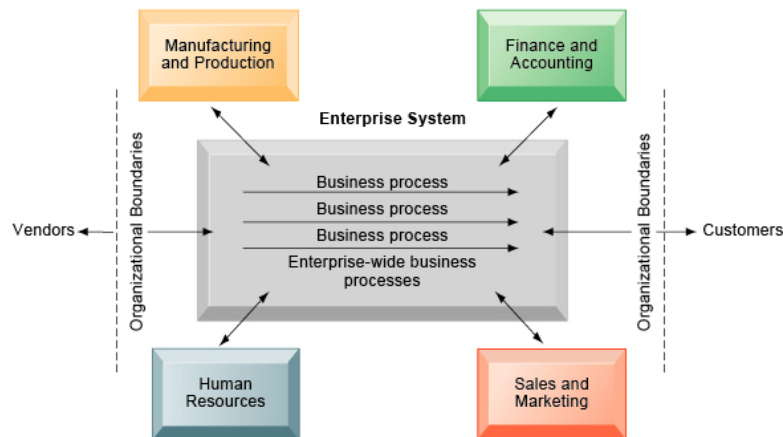 Manufacturing
and Production
Finance and
Accounting
Enterprise System
Organizational Boundaries
Vendors
Business process
Business process
Business process
Enterprise-wide business
processes
Organizational Boundaries
Customers
Human
Resources
Sales and
Marketing